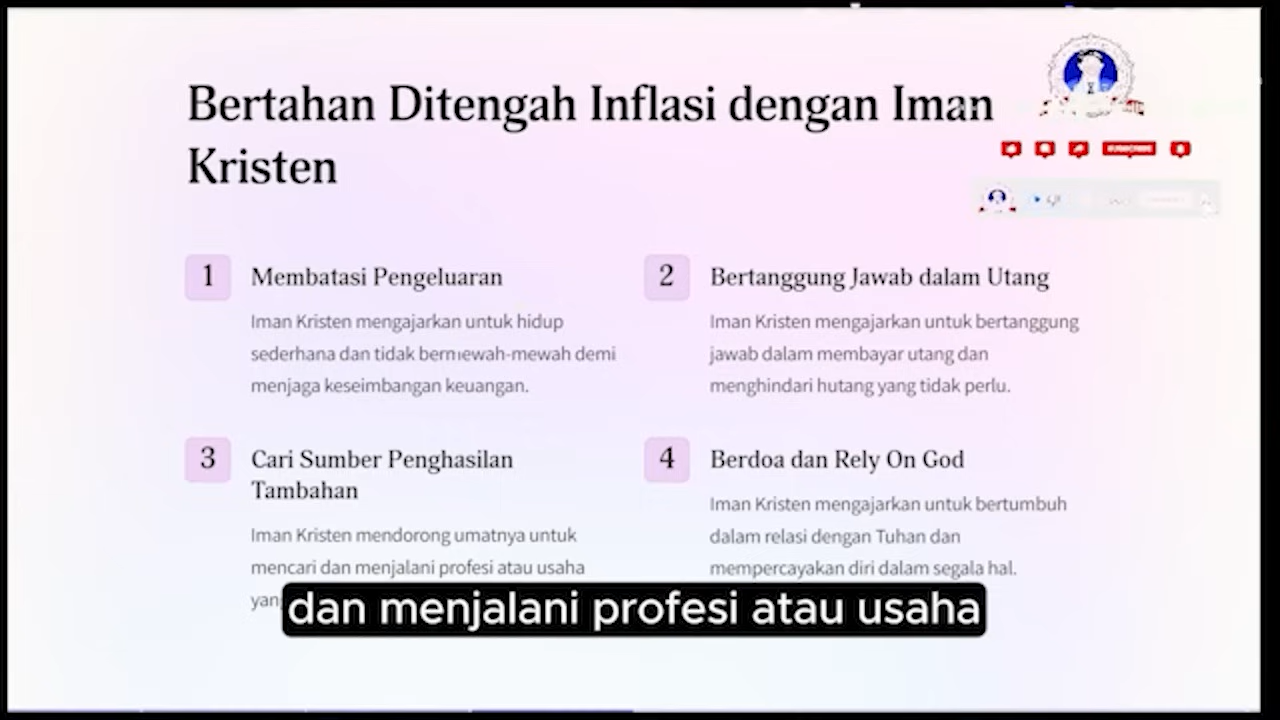 Bertahan Ditengah Inflasi dengan Iman
Kristen
1
Membatasi Pengeluaran
Iman Kristen mengajarkan untuk hidup
sederhana dan tidak bermewah-mewah demi
menjaga keseimbangan keuangan.
2
Bertanggung Jawab dalam Utang
Iman Kristen mengajarkan untuk bertanggung
jawab dalam membayar utang dan
menghindari hutang yang tidak perlu.
3
Cari Sumber Penghasilan
Tambahan
Iman Kristen mendorong umatnya untuk
mencari dan menjalani profesi atau usaha
4
Berdoa dan Rely On God
Iman Kristen mengajarkan untuk bertumbuh
dalam relasi dengan Tuhan dan
mempercayakan diri dalam segala hal.
dan menjalani profesi atau usaha